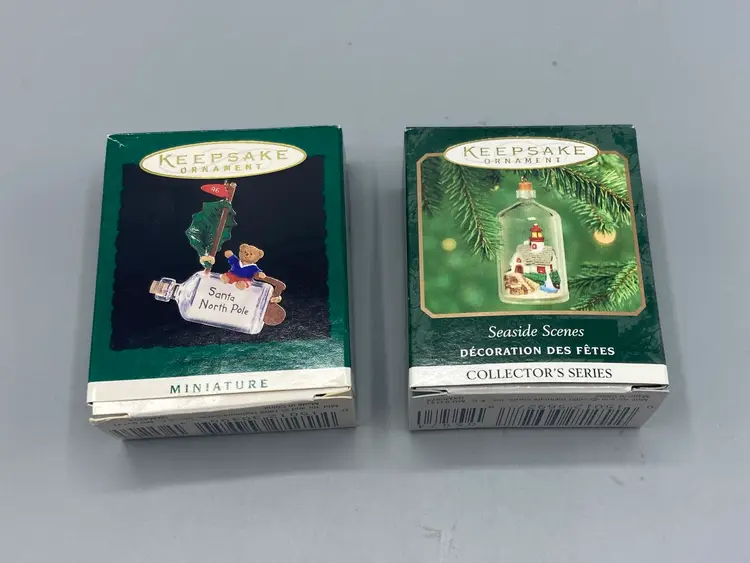 KEEPSAKE
ORNAMENT
96
Santa
North Pole
MINIATURE
KEEPSAKE
ORNAMENT
Seaside Scenes
DÉCORATION DES FÊTES
COLLECTOR'S SERIES